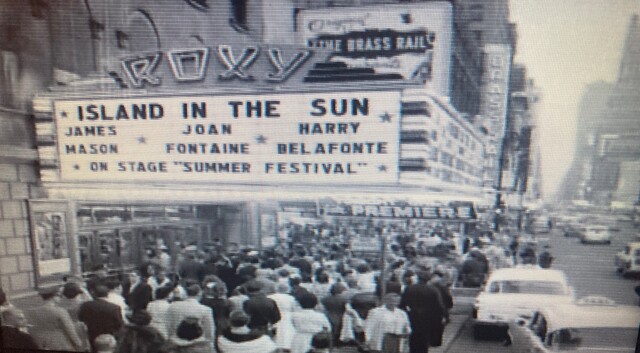 THE BRASS RAIL
ROXY
ISLAND IN THE SUN
JAMES JOAN HARRY
MASON FONTAINE BELAFONTE
ON STAGE "SUMMER FESTIVAL"
PREMIERE